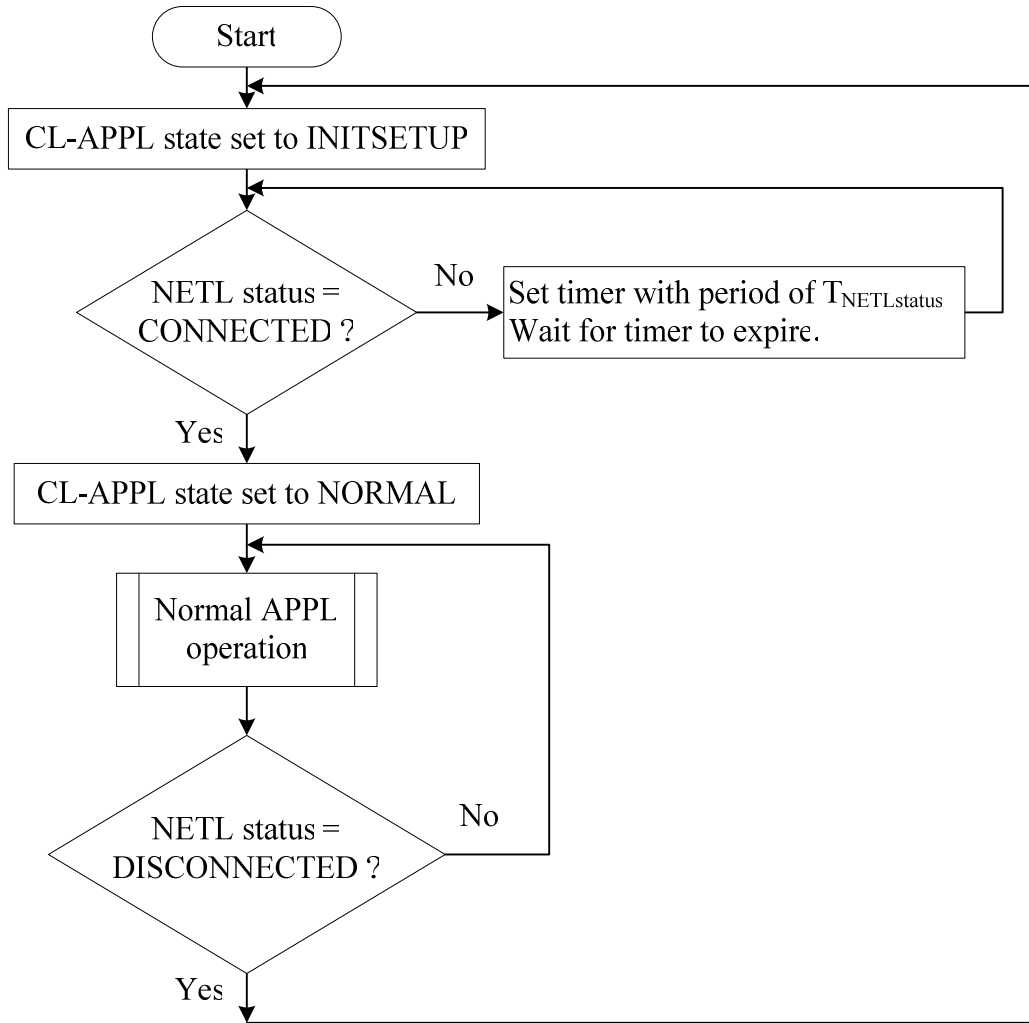 Start
CL-APPL state set to INITSETUP
NETL status =
CONNECTED ?
No
Set timer with period of TNETLstatus
Wait for timer to expire.
Yes
CL-APPL state set to NORMAL
Normal APPL
operation
NETL status =
DISCONNECTED ?
No
Yes